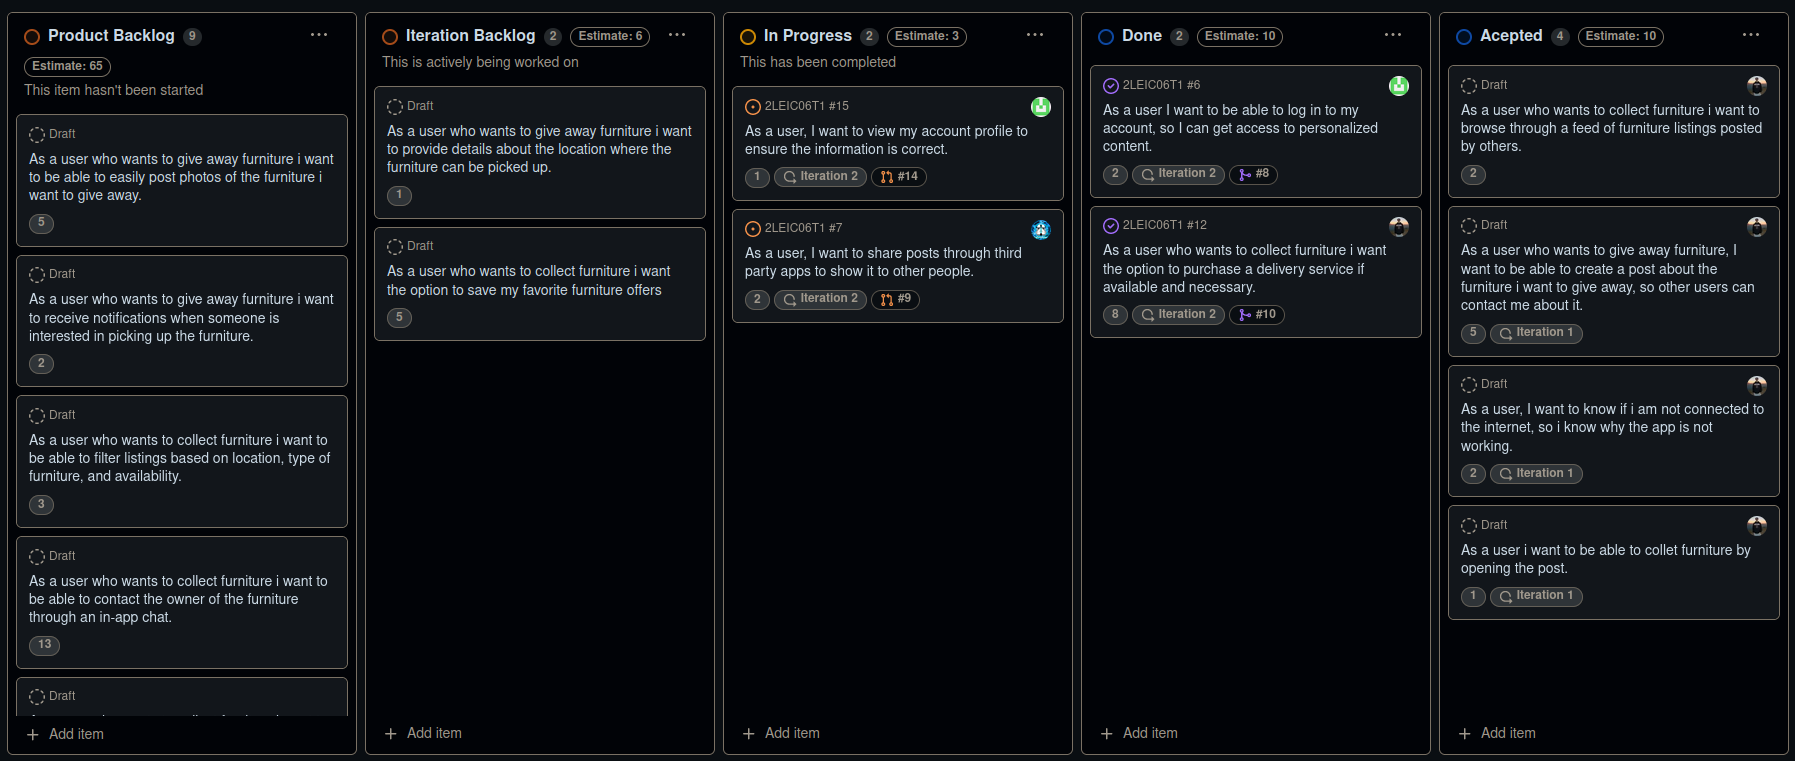 Product Backlog 9
Estimate: 65
This item hasn't been started
Draft
As a user who wants to give away furniture i want
to be able to easily post photos of the furniture i
want to give away.
5
Draft
As a user who wants to give away furniture i want
to receive notifications when someone is
interested in picking up the furniture.
2
Draft
As a user who wants to collect furniture i want to
be able to filter listings based on location, type of
furniture, and availability.
3
Draft
As a user who wants to collect furniture i want to
be able to contact the owner of the furniture
through an in-app chat.
13
Draft
Add item
Iteration Backlog 2 Estimate: 6
This is actively being worked on
Draft
As a user who wants to give away furniture i want
to provide details about the location where the
furniture can be picked up.
1
Draft
As a user who wants to collect furniture i want
the option to save my favorite furniture offers
5
Add item
In Progress 2 Estimate: 3
This has been completed
2LEIC06T1 #15
As a user, I want to view my account profile to
ensure the information is correct.
1 Iteration 2 #14
2LEIC06T1 #7
As a user, I want to share posts through third
party apps to show it to other people.
2 Iteration 2 #9
Add item
Done 2 Estimate: 10
2LEIC06T1 #6
As a user I want to be able to log in to my
account, so I can get access to personalized
content.
2 Iteration 2 #8
2LEIC06T1 #12
As a user who wants to collect furniture i want
the option to purchase a delivery service if
available and necessary.
8 Iteration 2 #10
Add item
Acepted 4 Estimate: 10
Draft
As a user who wants to collect furniture i want to
browse through a feed of furniture listings posted
by others.
2
Draft
As a user who wants to give away furniture, I
want to be able to create a post about the
furniture i want to give away, so other users can
contact me about it.
5 Iteration 1
Draft
As a user, I want to know if i am not connected to
the internet, so i know why the app is not
working.
2 Iteration 1
Draft
As a user i want to be able to collet furniture by
opening the post.
1 Iteration 1
Add item